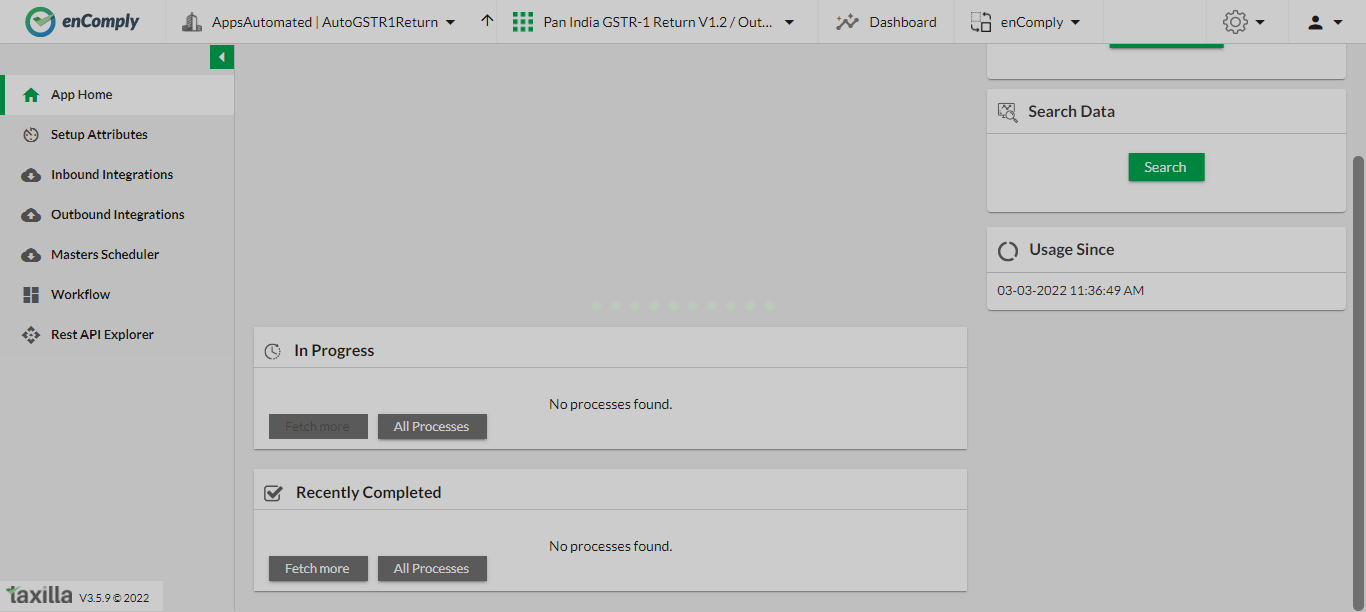 enComply
AppsAutomated | AutoGSTR1Return
Pan India GSTR-1 Return V1.2 / Out...
Dashboard
enComply
App Home
Setup Attributes
Inbound Integrations
Outbound Integrations
Masters Scheduler
Workflow
Rest API Explorer
Search Data
Search
Usage Since
03-03-2022 11:36:49 AM
In Progress
No processes found.
Fetch more
All Processes
Recently Completed
No processes found.
Fetch more
All Processes
taxilla V3.5.9 © 2022